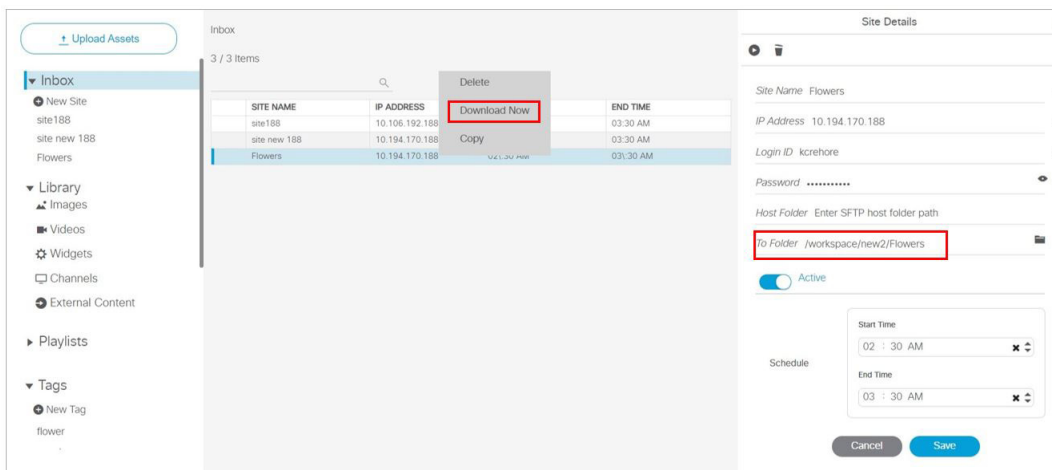 Upload Assets
Inbox
New Site
site188
site new 188
Flowers
Library
Images
Videos
Widgets
Channels
External Content
Playlists
Tags
New Tag
flower
Inbox
3 / 3 Items
Delete
Download Now
Copy
SITE NAME IP ADDRESS END TIME
site188 10.106.192.188 03:30 AM
site new 188 10.194.170.188 03:30 AM
Flowers 10.194.170.188 02\:30 AM 03\:30 AM
Site Details
Site Name Flowers
IP Address 10.194.170.188
Login ID kcrehore
Password ...........
Host Folder Enter SFTP host folder path
To Folder /workspace/new2/Flowers
Active
Schedule
Start Time
02 : 30 AM
End Time
03 : 30 AM
Cancel Save